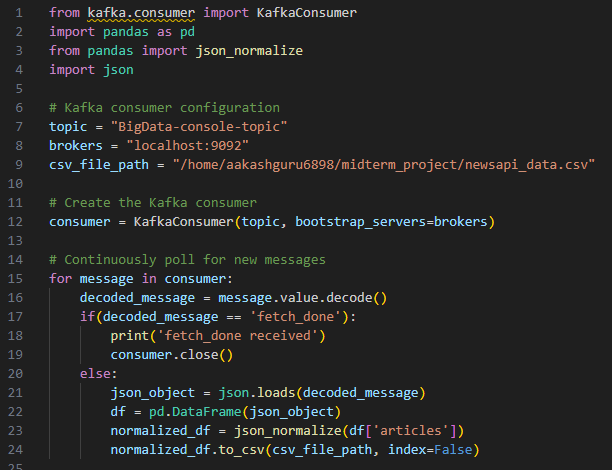 1 from kafka.consumer import KafkaConsumer
2 import pandas as pd
3 from pandas import json_normalize
4 import json
5
6 # Kafka consumer configuration
7 topic = "BigData-console-topic"
8 brokers = "localhost:9092"
9 csv_file_path = "/home/aakashguru6898/midterm_project/newsapi_data.csv"
10
11 # Create the Kafka consumer
12 consumer = KafkaConsumer(topic, bootstrap_servers=brokers)
13
14 # Continuously poll for new messages
15 for message in consumer:
16     decoded_message = message.value.decode()
17     if(decoded_message == 'fetch_done'):
18         print('fetch_done received')
19         consumer.close()
20     else:
21         json_object = json.loads(decoded_message)
22         df = pd.DataFrame(json_object)
23         normalized_df = json_normalize(df['articles'])
24         normalized_df.to_csv(csv_file_path, index=False)
25